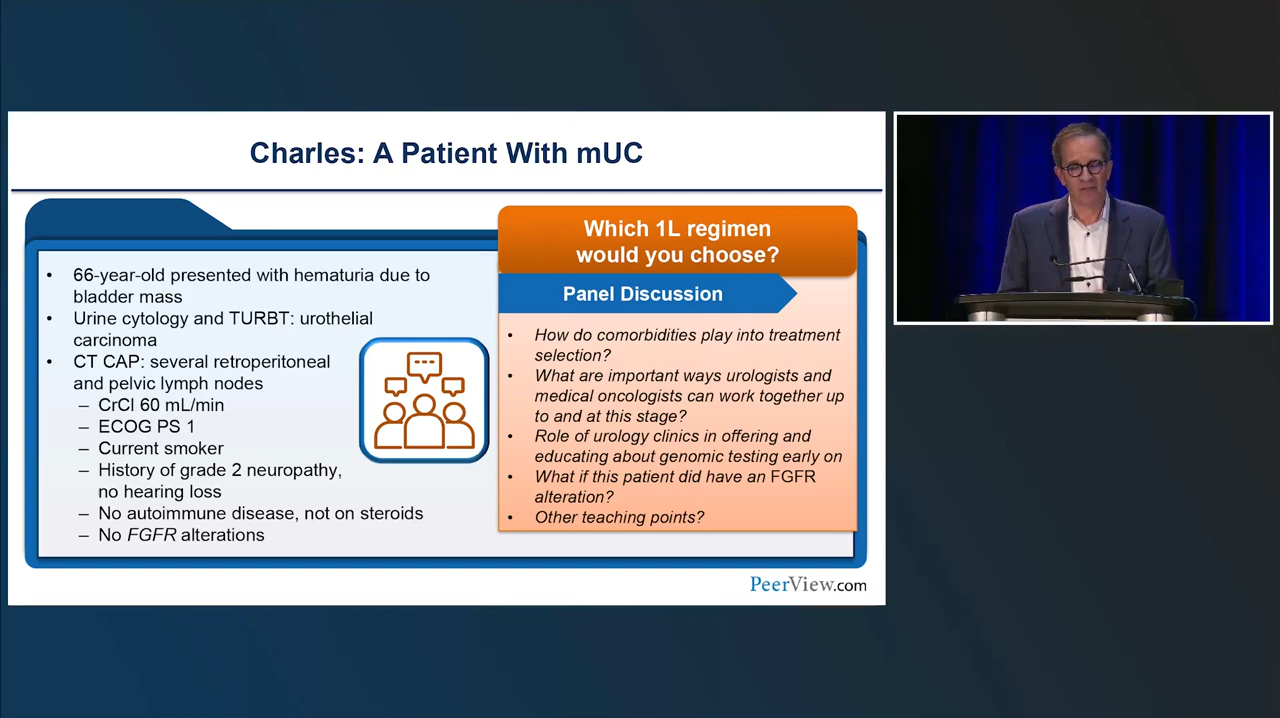 Charles: A Patient With mUC
• 66-year-old presented with hematuria due to
bladder mass
• Urine cytology and TURBT: urothelial
carcinoma
• CT CAP: several retroperitoneal
and pelvic lymph nodes
– CrCl 60 mL/min
– ECOG PS 1
– Current smoker
– History of grade 2 neuropathy,
no hearing loss
– No autoimmune disease, not on steroids
– No FGFR alterations
Which 1L regimen
would you choose?
Panel Discussion
• How do comorbidities play into treatment
selection?
• What are important ways urologists and
medical oncologists can work together up
to and at this stage?
• Role of urology clinics in offering and
educating about genomic testing early on
• What if this patient did have an FGFR
alteration?
• Other teaching points?
PeerView.com